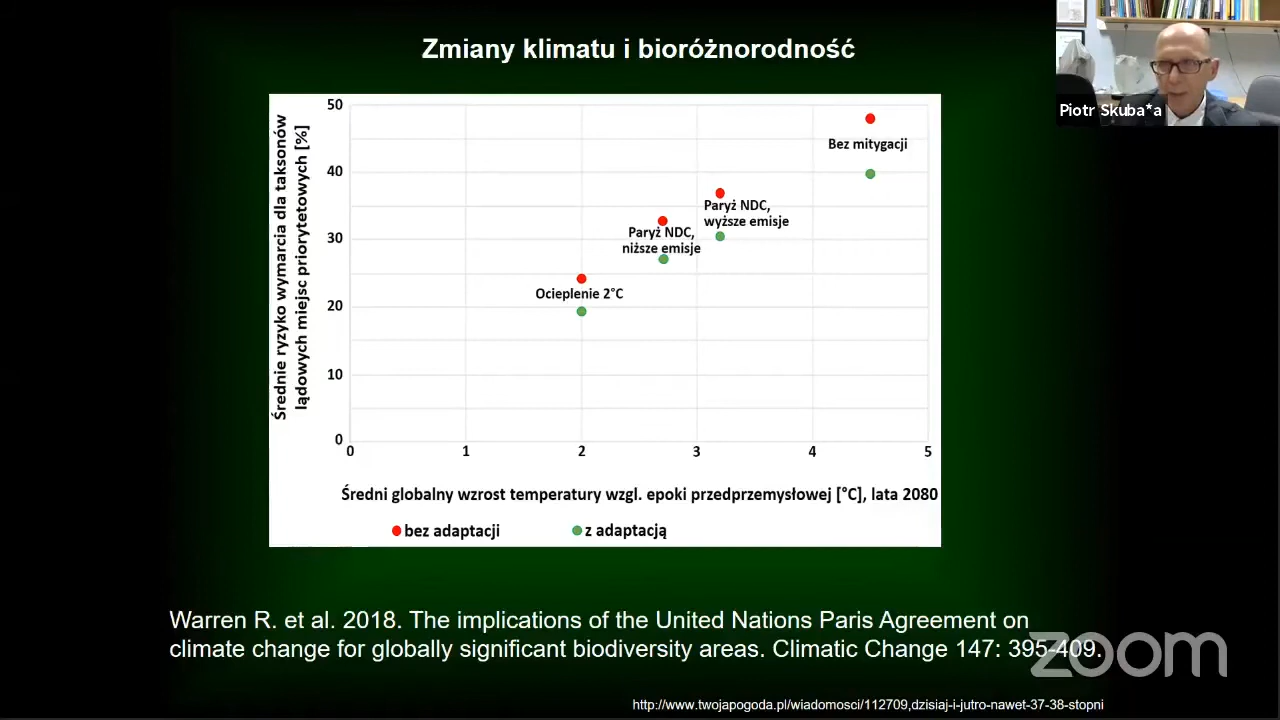 Zmiany klimatu i bioróżnorodność
Piotr Skuba*a
Średnie ryzyko wymarcia dla taksonów
lądowych miejsc priorytetowych [%]
50
40
30
20
10
0
Bez mitygacji
Paryż NDC,
wyższe emisje
Paryż NDC,
niższe emisje
Ocieplenie 2°C
0 1 2 3 4 5
Średni globalny wzrost temperatury wzgl. epoki przedprzemysłowej [°C], lata 2080
bez adaptacji z adaptacją
Warren R. et al. 2018. The implications of the United Nations Paris Agreement on
climate change for globally significant biodiversity areas. Climatic Change 147: 395-409.
zoom
http://www.twojapogoda.pl/wiadomosci/112709,dzisiaj-i-jutro-nawet-37-38-stopni